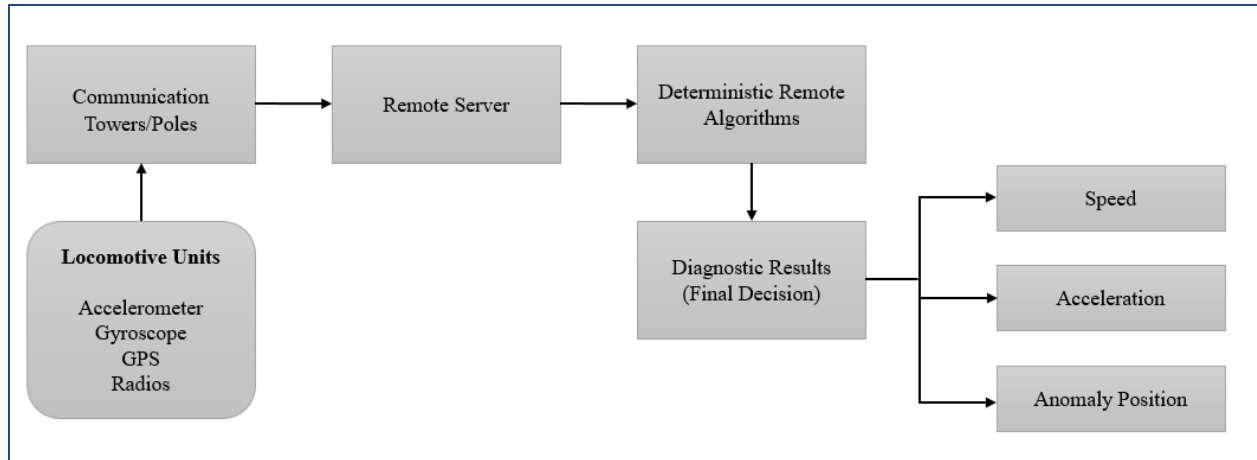 Communication
Towers/Poles
Remote Server
Deterministic Remote
Algorithms
Locomotive Units
Accelerometer
Gyroscope
GPS
Radios
Diagnostic Results
(Final Decision)
Speed
Acceleration
Anomaly Position